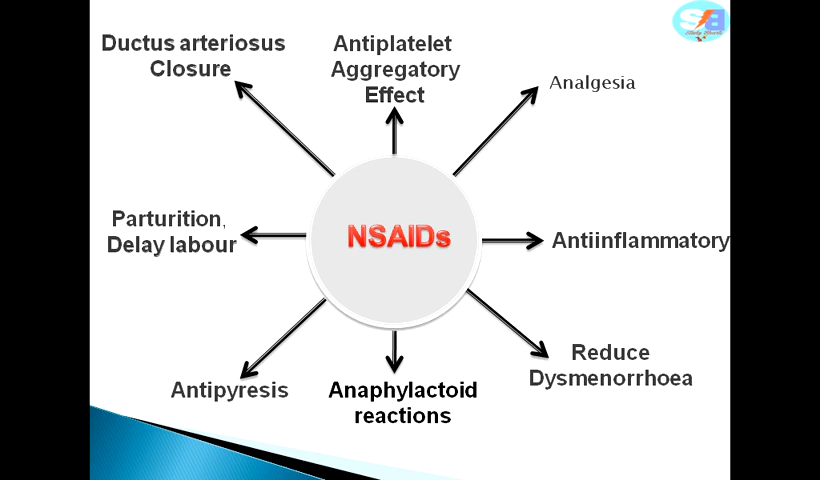 Ductus arteriosus
Closure
Antiplatelet
Aggregatory
Effect
Analgesia
Parturition,
Delay labour
NSAIDs
Antiinflammatory
Antipyresis
Anaphylactoid
reactions
Reduce
Dysmenorrhoea